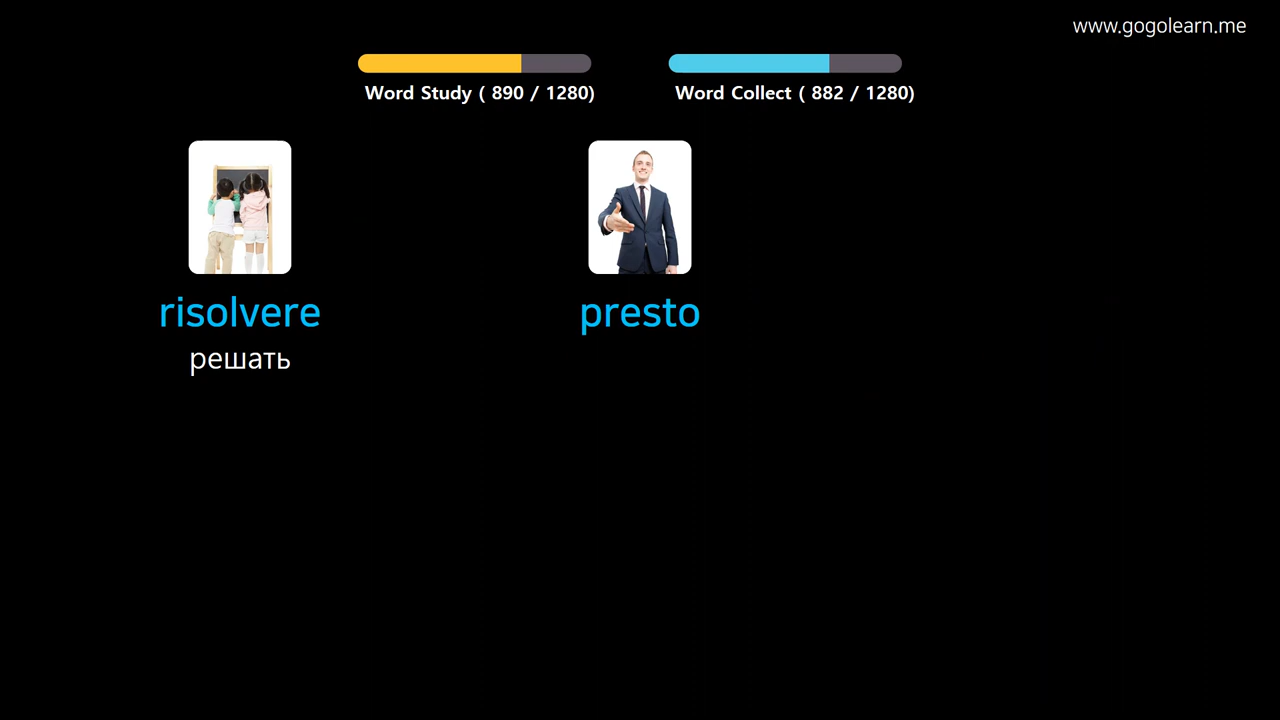 www.gogolearn.me
Word Study ( 890 / 1280)
Word Collect ( 882 / 1280)
risolvere
решать
presto